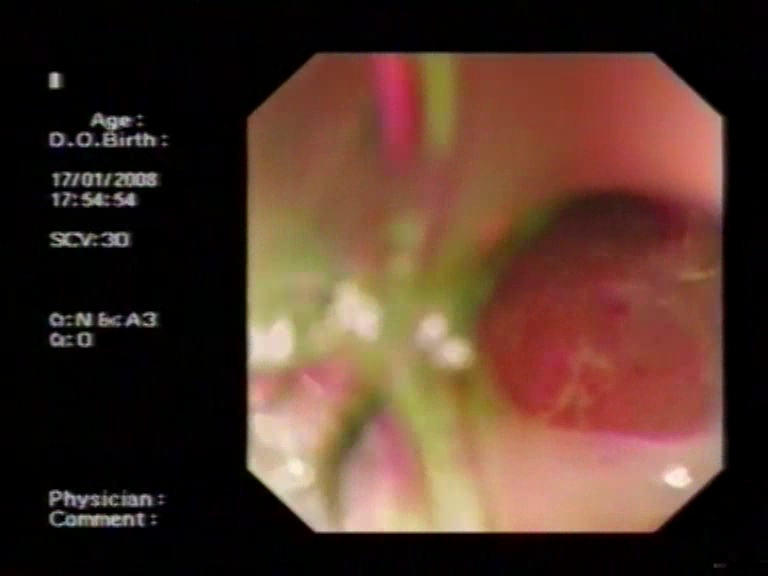 Age:
D.O.Birth:
17/01/2008
17:54:54
SCV:30
Physician:
Comment: